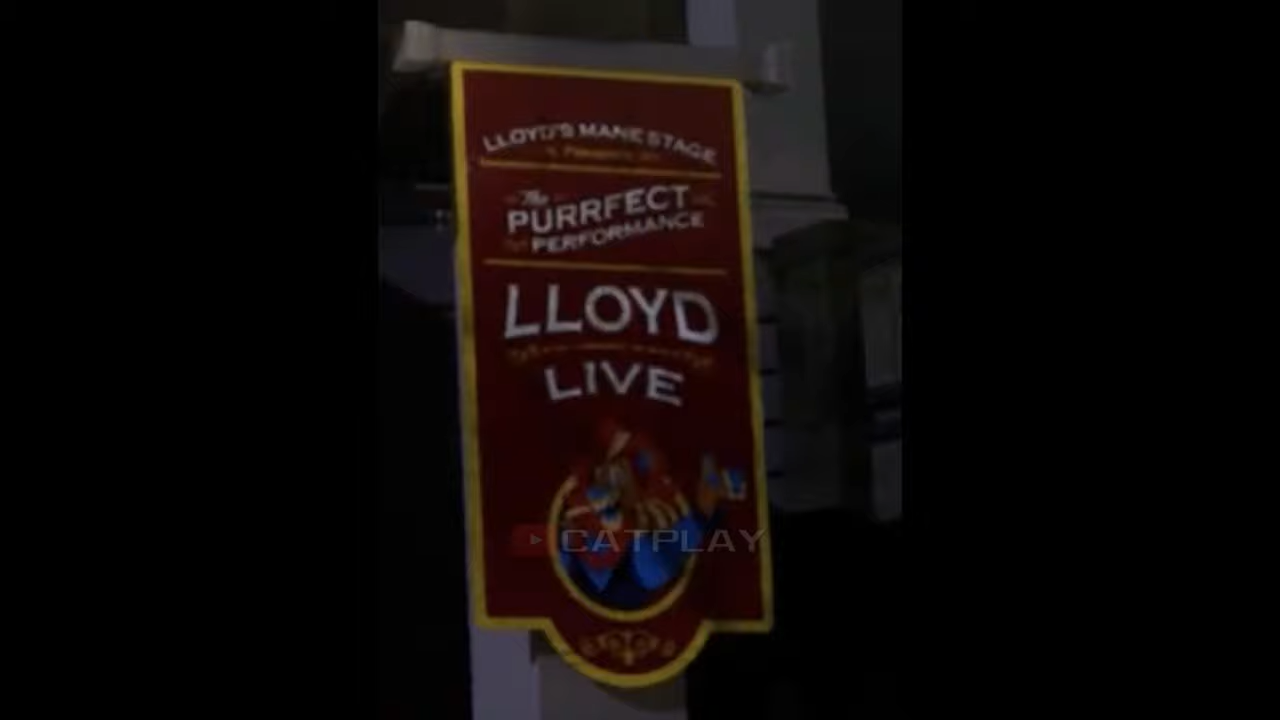 LLOYD'S MANE STAGE
The
PURRFECT
PERFORMANCE
LLOYD
LIVE
CATPLAY